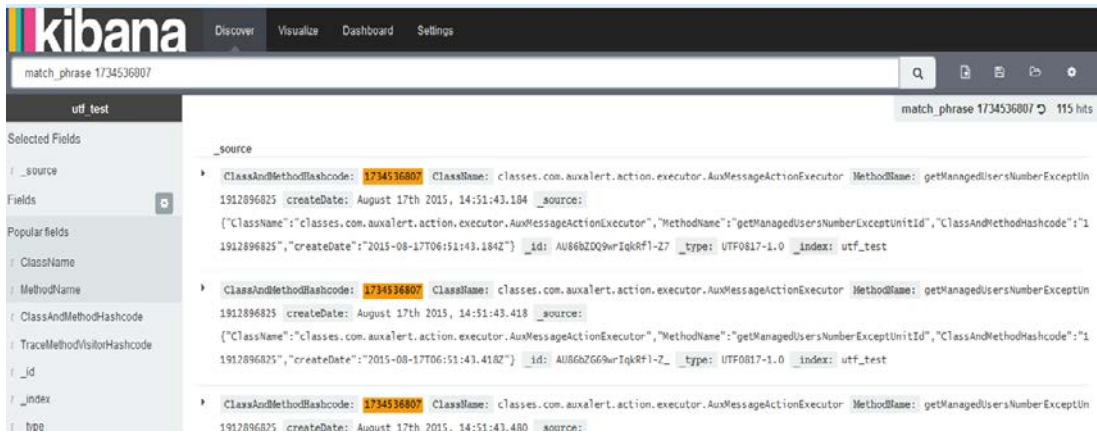 kibana
Discover Visualize Dashboard Settings
match_phrase 1734536807
utf_test
match_phrase 1734536807 115 hits
Selected Fields
_source
Fields
Popular fields
ClassName
MethodName
ClassAndMethodHashcode
TraceMethodVisitorHashcode
_id
_index
_type
_source
ClassAndMethodHashcode: 1734536807 ClassName: classes.com.auxalert.action.executor.AuxMessageActionExecutor MethodName: getManagedUsersNumberExceptUn
1912896825 createDate: August 17th 2015, 14:51:43.184 _source:
{"ClassName":"classes.com.auxalert.action.executor.AuxMessageActionExecutor","MethodName":"getManagedUsersNumberExceptUnitId","ClassAndMethodHashcode":"1
1912896825","createDate":"2015-08-17T06:51:43.184Z"} _id: AU86bZDQ9wrIqkRfl-Z7 _type: UTF0817-1.0 _index: utf_test
ClassAndMethodHashcode: 1734536807 ClassName: classes.com.auxalert.action.executor.AuxMessageActionExecutor MethodName: getManagedUsersNumberExceptUn
1912896825 createDate: August 17th 2015, 14:51:43.418 _source:
{"ClassName":"classes.com.auxalert.action.executor.AuxMessageActionExecutor","MethodName":"getManagedUsersNumberExceptUnitId","ClassAndMethodHashcode":"1
1912896825","createDate":"2015-08-17T06:51:43.418Z"} _id: AU86bZG69wrIqkRfl-Z_ _type: UTF0817-1.0 _index: utf_test
ClassAndMethodHashcode: 1734536807 ClassName: classes.com.auxalert.action.executor.AuxMessageActionExecutor MethodName: getManagedUsersNumberExceptUn
1912896825 createDate: August 17th 2015, 14:51:43.480 _source: